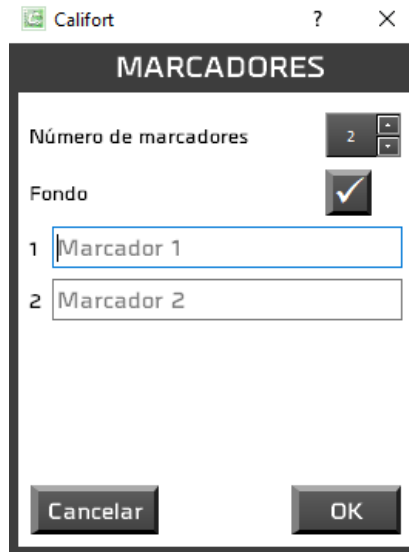 Califort ?
MARCADORES
Número de marcadores 2
Fondo
1 Marcador 1
2 Marcador 2
Cancelar OK